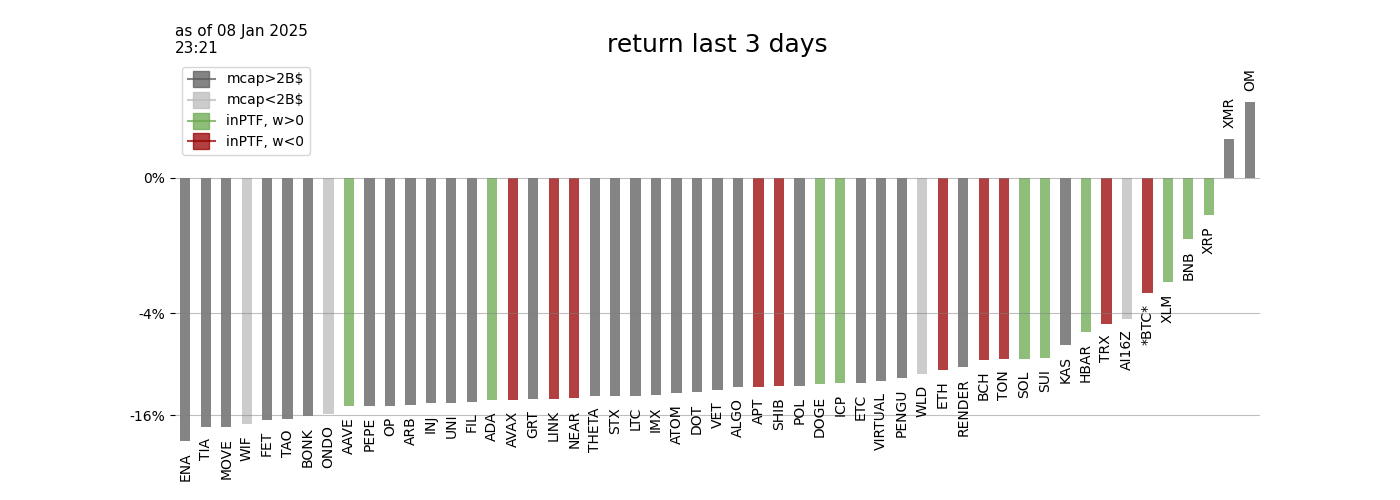 as of 08 Jan 2025
23:21
return last 3 days
mcap>2B$
mcap<2B$
inPTF, w>0
inPTF, w<0
0%
-4%
-16%
ENA
TIA
MOVE
WIF
FET
TAO
BONK
ONDO
AAVE
PEPE
OP
ARB
INJ
UNI
FIL
ADA
AVAX
GRT
LINK
NEAR
THETA
STX
LTC
IMX
ATOM
DOT
VET
ALGO
APT
SHIB
POL
DOGE
ICP
ETC
VIRTUAL
PENGU
WLD
ETH
RENDER
BCH
TON
SOL
SUI
KAS
HBAR
TRX
AI16Z
*BTC*
XLM
BNB
XRP
XMR
OM